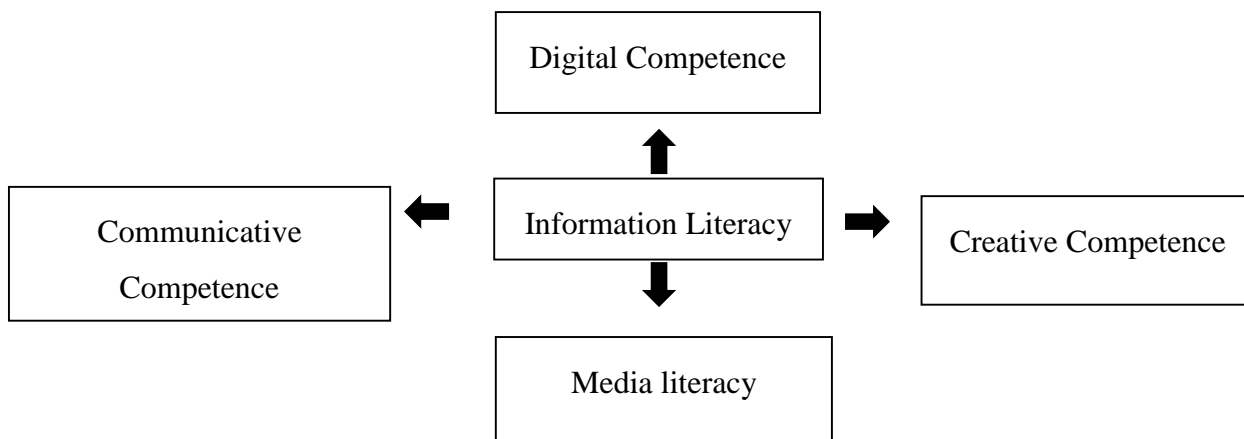 Digital Competence
Communicative
Competence
Information Literacy
Creative Competence
Media literacy